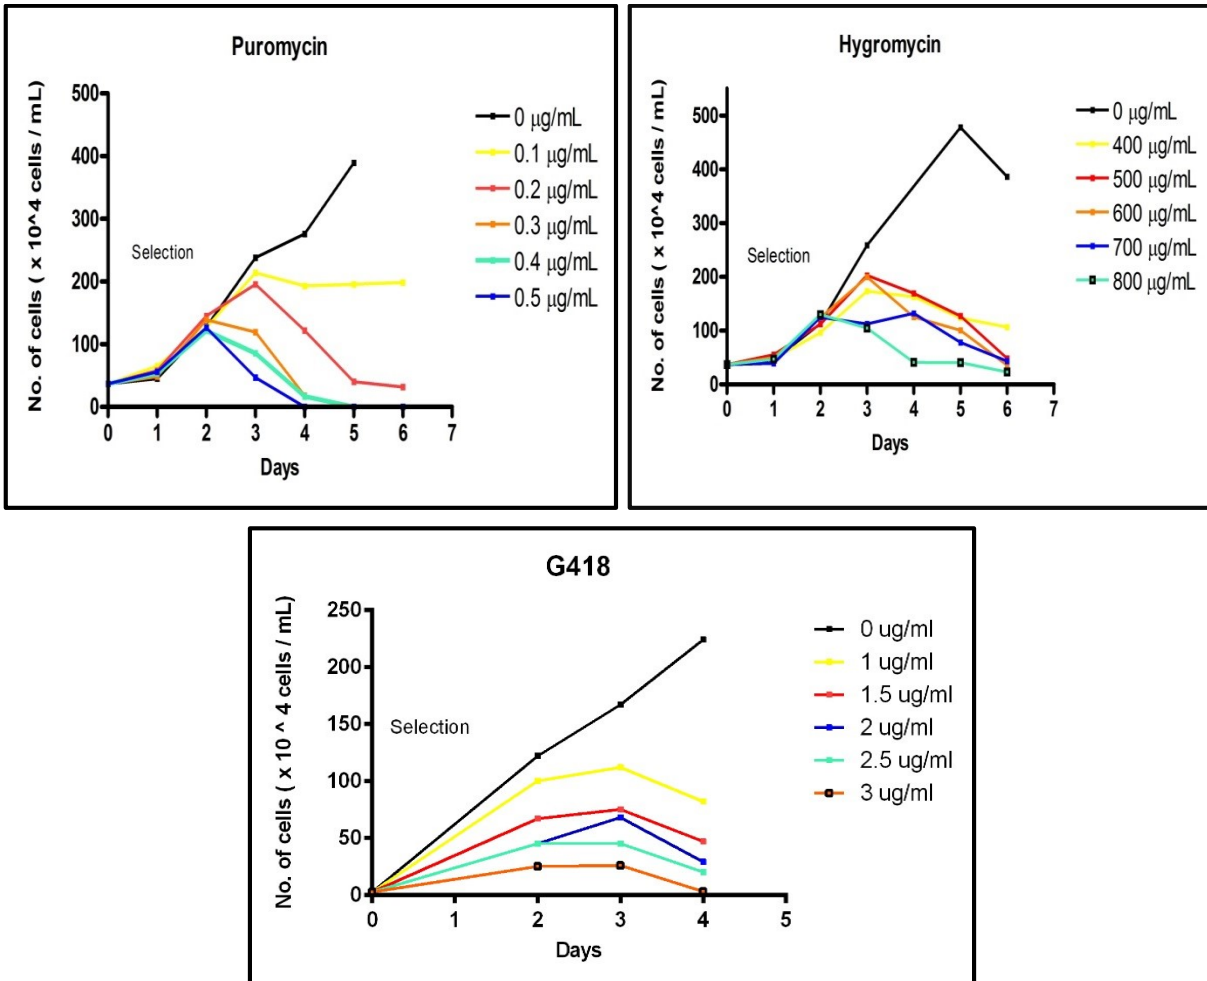 Puromycin
No. of cells ( x 10^4 cells / mL)
500
400
300
200
100
0
Selection
0 1 2 3 4 5 6 7
Days
0 μg/mL
0.1 μg/mL
0.2 μg/mL
0.3 μg/mL
0.4 μg/mL
0.5 μg/mL
Hygromycin
No. of cells ( x 10^4 cells / mL)
500
400
300
200
100
0
Selection
0 1 2 3 4 5 6 7
Days
0 μg/mL
400 μg/mL
500 μg/mL
600 μg/mL
700 μg/mL
800 μg/mL
G418
No. of cells ( x 10 ^ 4 cells / mL)
250
200
150
100
50
0
Selection
0 1 2 3 4 5
Days
0 ug/ml
1 ug/ml
1.5 ug/ml
2 ug/ml
2.5 ug/ml
3 ug/ml